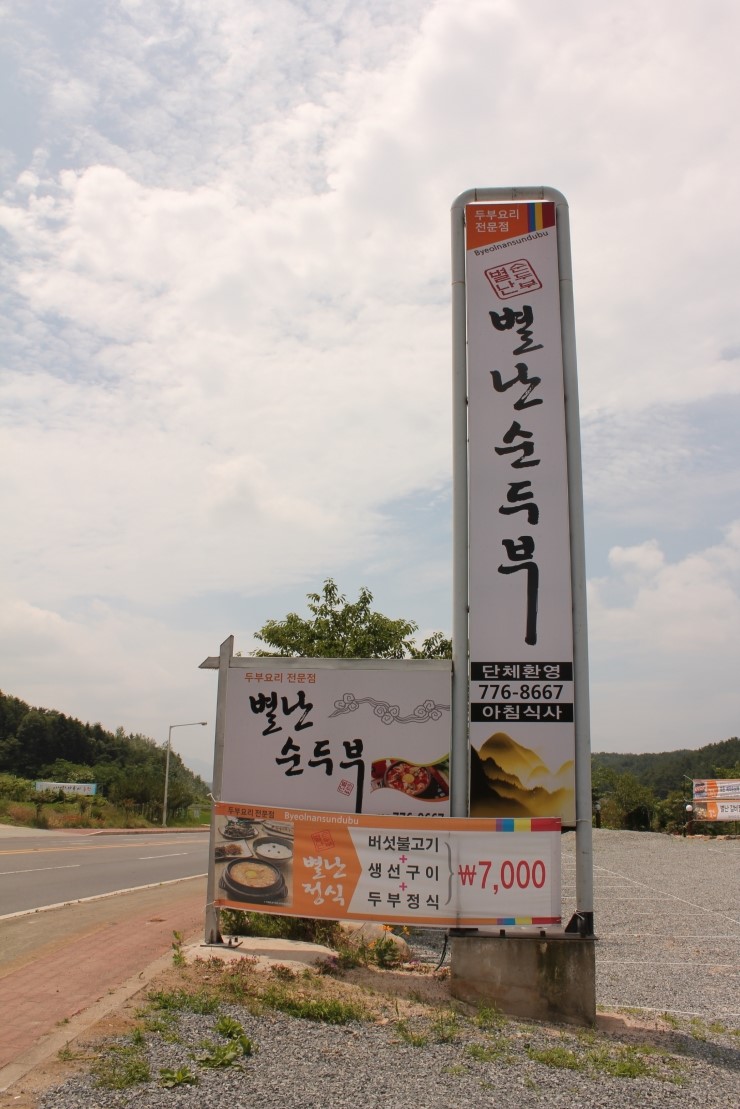 두부요리
전문점
Byeolnansundubu
별난
순두부
별난순두부
단체환영
776-8667
아침식사
두부요리 전문점
별난
순두부
776-8667
두부요리 전문점
Byeolnansundubu
별난
정식
버섯불고기
+
생선구이
+
두부정식
₩7,000